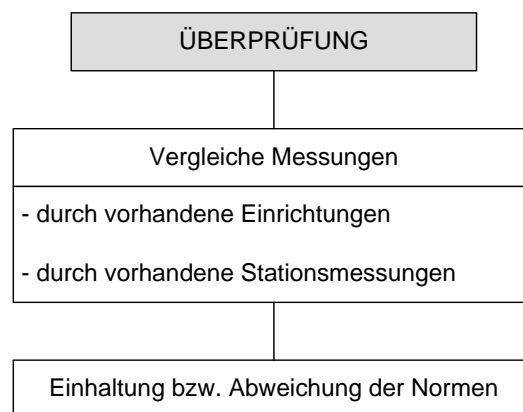 ÜBERPRÜFUNG
Vergleiche Messungen
- durch vorhandene Einrichtungen
- durch vorhandene Stationsmessungen
Einhaltung bzw. Abweichung der Normen